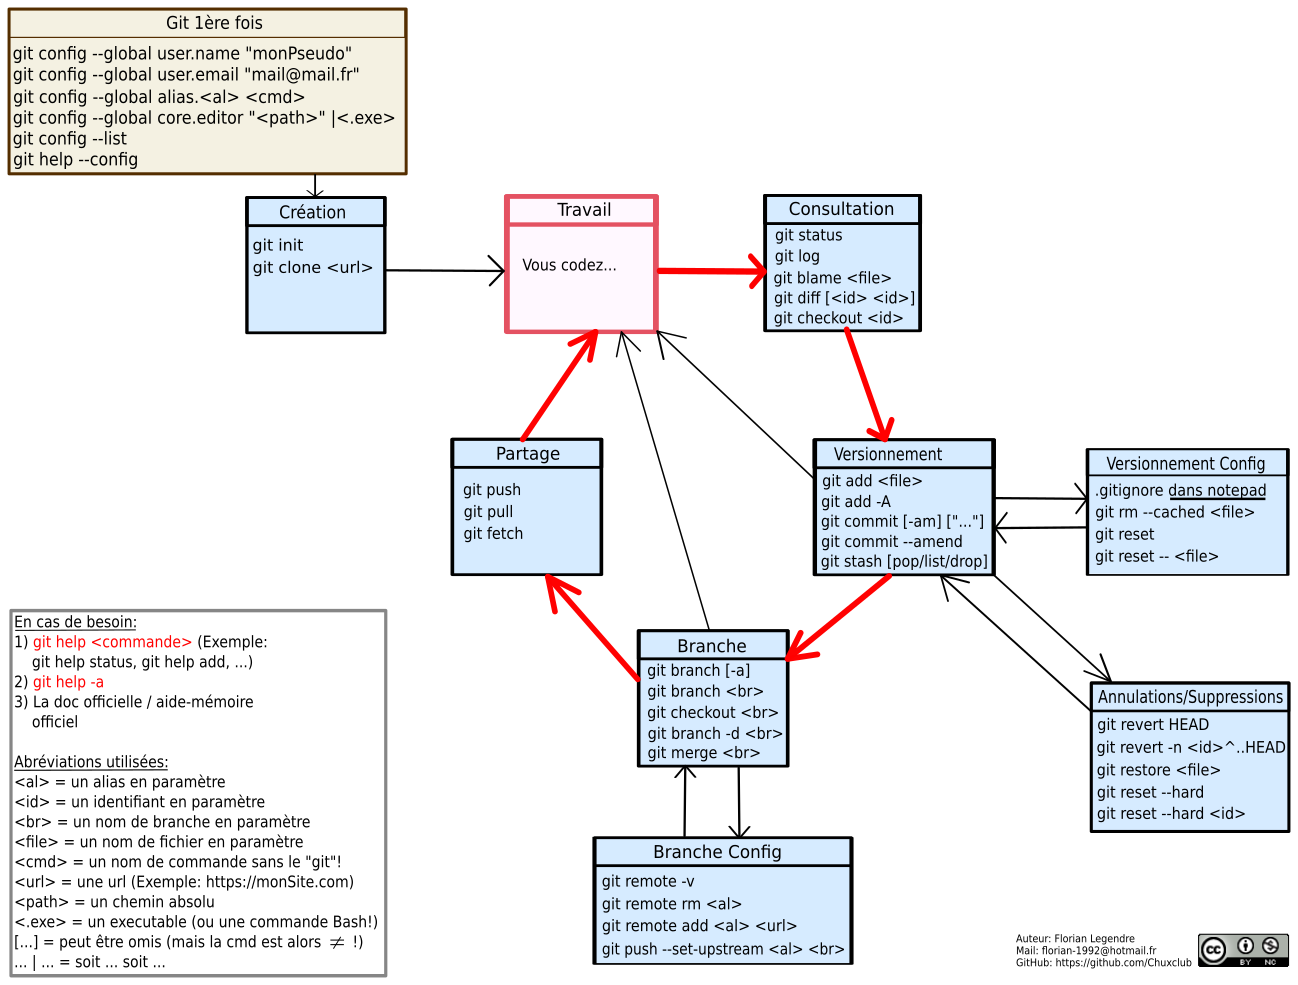 Git 1ère fois
git config --global user.name "monPseudo"
git config --global user.email "mail@mail.fr"
git config --global alias.<al> <cmd>
git config --global core.editor "<path>" |<.exe>
git config --list
git help --config
Création
git init
git clone <url>
Travail
Vous codez...
Consultation
git status
git log
git blame <file>
git diff [<id> <id>]
git checkout <id>
Partage
git push
git pull
git fetch
Versionnement
git add <file>
git add -A
git commit [-am] ["..."]
git commit --amend
git stash [pop/list/drop]
Versionnement Config
.gitignore dans notepad
git rm --cached <file>
git reset
git reset -- <file>
Branche
git branch [-a]
git branch <br>
git checkout <br>
git branch -d <br>
git merge <br>
Annulations/Suppressions
git revert HEAD
git revert -n <id>^..HEAD
git restore <file>
git reset --hard
git reset --hard <id>
Branche Config
git remote -v
git remote rm <al>
git remote add <al> <url>
git push --set-upstream <al> <br>
En cas de besoin:
1) git help <commande> (Exemple:
git help status, git help add, ...)
2) git help -a
3) La doc officielle / aide-mémoire
officiel
Abréviations utilisées:
<al> = un alias en paramètre
<id> = un identifiant en paramètre
<br> = un nom de branche en paramètre
<file> = un nom de fichier en paramètre
<cmd> = un nom de commande sans le "git"!
<url> = une url (Exemple: https://monSite.com)
<path> = un chemin absolu
<.exe> = un executable (ou une commande Bash!)
[...] = peut être omis (mais la cmd est alors ≠ !)
... | ... = soit ... soit ...
Auteur: Florian Legendre
Mail: florian-1992@hotmail.fr
GitHub: https://github.com/Chuxclub
cc
BY NC